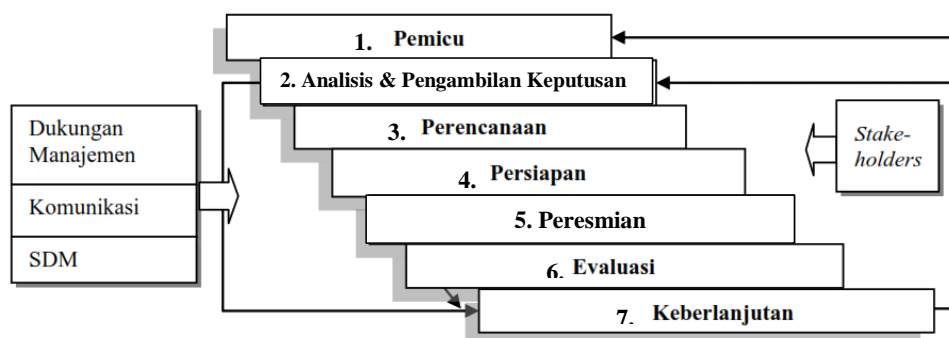 1. Pemicu
2. Analisis & Pengambilan Keputusan
3. Perencanaan
4. Persiapan
5. Peresmian
6. Evaluasi
7. Keberlanjutan
Dukungan
Manajemen
Komunikasi
SDM
Stake-
holders